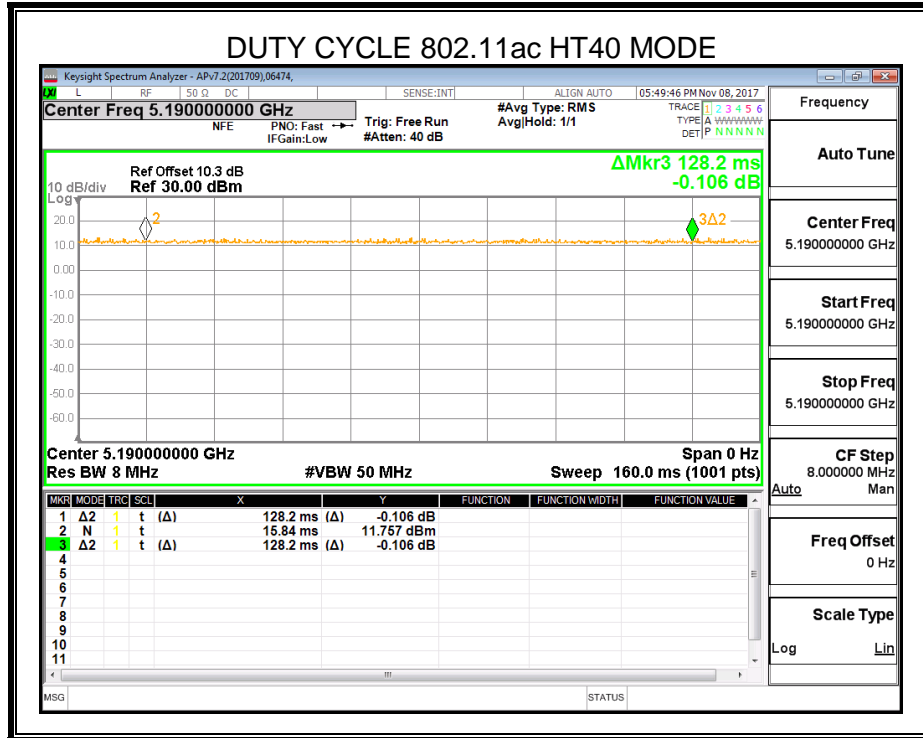 DUTY CYCLE 802.11ac HT40 MODE
Keysight Spectrum Analyzer - APv7.2(201709),06474,
LXI L RF 50 Ω DC SENSE:INT ALIGN AUTO 05:49:46 PM Nov 08, 2017
Center Freq 5.190000000 GHz
NFE
PNO: Fast
IFGain:Low
Trig: Free Run
#Atten: 40 dB
#Avg Type: RMS
Avg|Hold: 1/1
TRACE 1 2 3 4 5 6
TYPE A WWWWW
DET P N N N N N
ΔMkr3 128.2 ms
-0.106 dB
Ref Offset 10.3 dB
10 dB/div Ref 30.00 dBm
Log
20.0
10.0
0.00
-10.0
-20.0
-30.0
-40.0
-50.0
-60.0
2
3Δ2
Center 5.190000000 GHz Span 0 Hz
Res BW 8 MHz #VBW 50 MHz Sweep 160.0 ms (1001 pts)
MKR MODE TRC SCL X Y FUNCTION FUNCTION WIDTH FUNCTION VALUE
1 Δ2 1 t (Δ) 128.2 ms (Δ) -0.106 dB
2 N 1 t 15.84 ms 11.757 dBm
3 Δ2 1 t (Δ) 128.2 ms (Δ) -0.106 dB
4
5
6
7
8
9
10
11
MSG STATUS
Frequency
Auto Tune
Center Freq
5.190000000 GHz
Start Freq
5.190000000 GHz
Stop Freq
5.190000000 GHz
CF Step
8.000000 MHz
Auto Man
Freq Offset
0 Hz
Scale Type
Log Lin